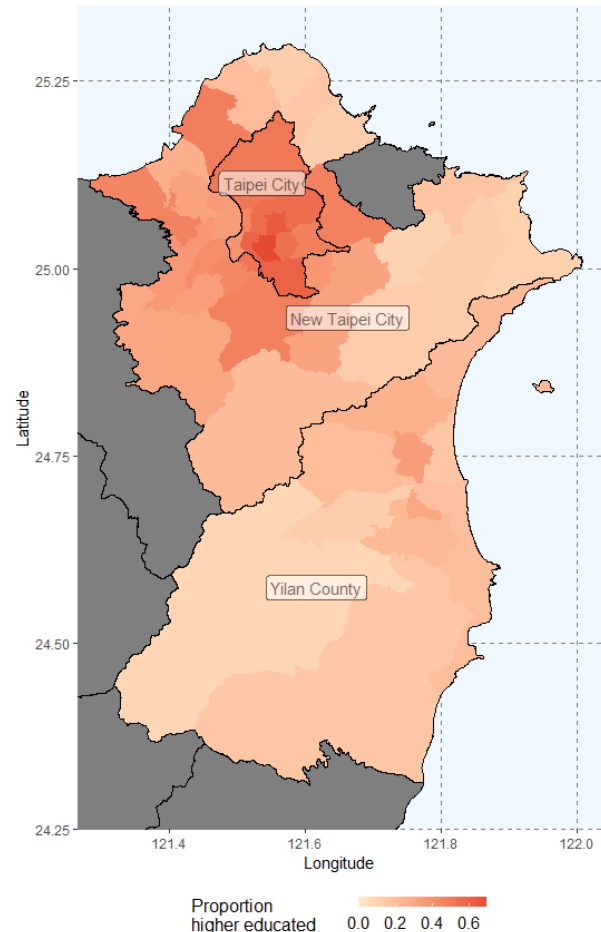 25.25
Taipei City
25.00
New Taipei City
Latitude
24.75
Yilan County
24.50
24.25
121.4 121.6 121.8 122.0
Longitude
Proportion
higher educated
0.0 0.2 0.4 0.6